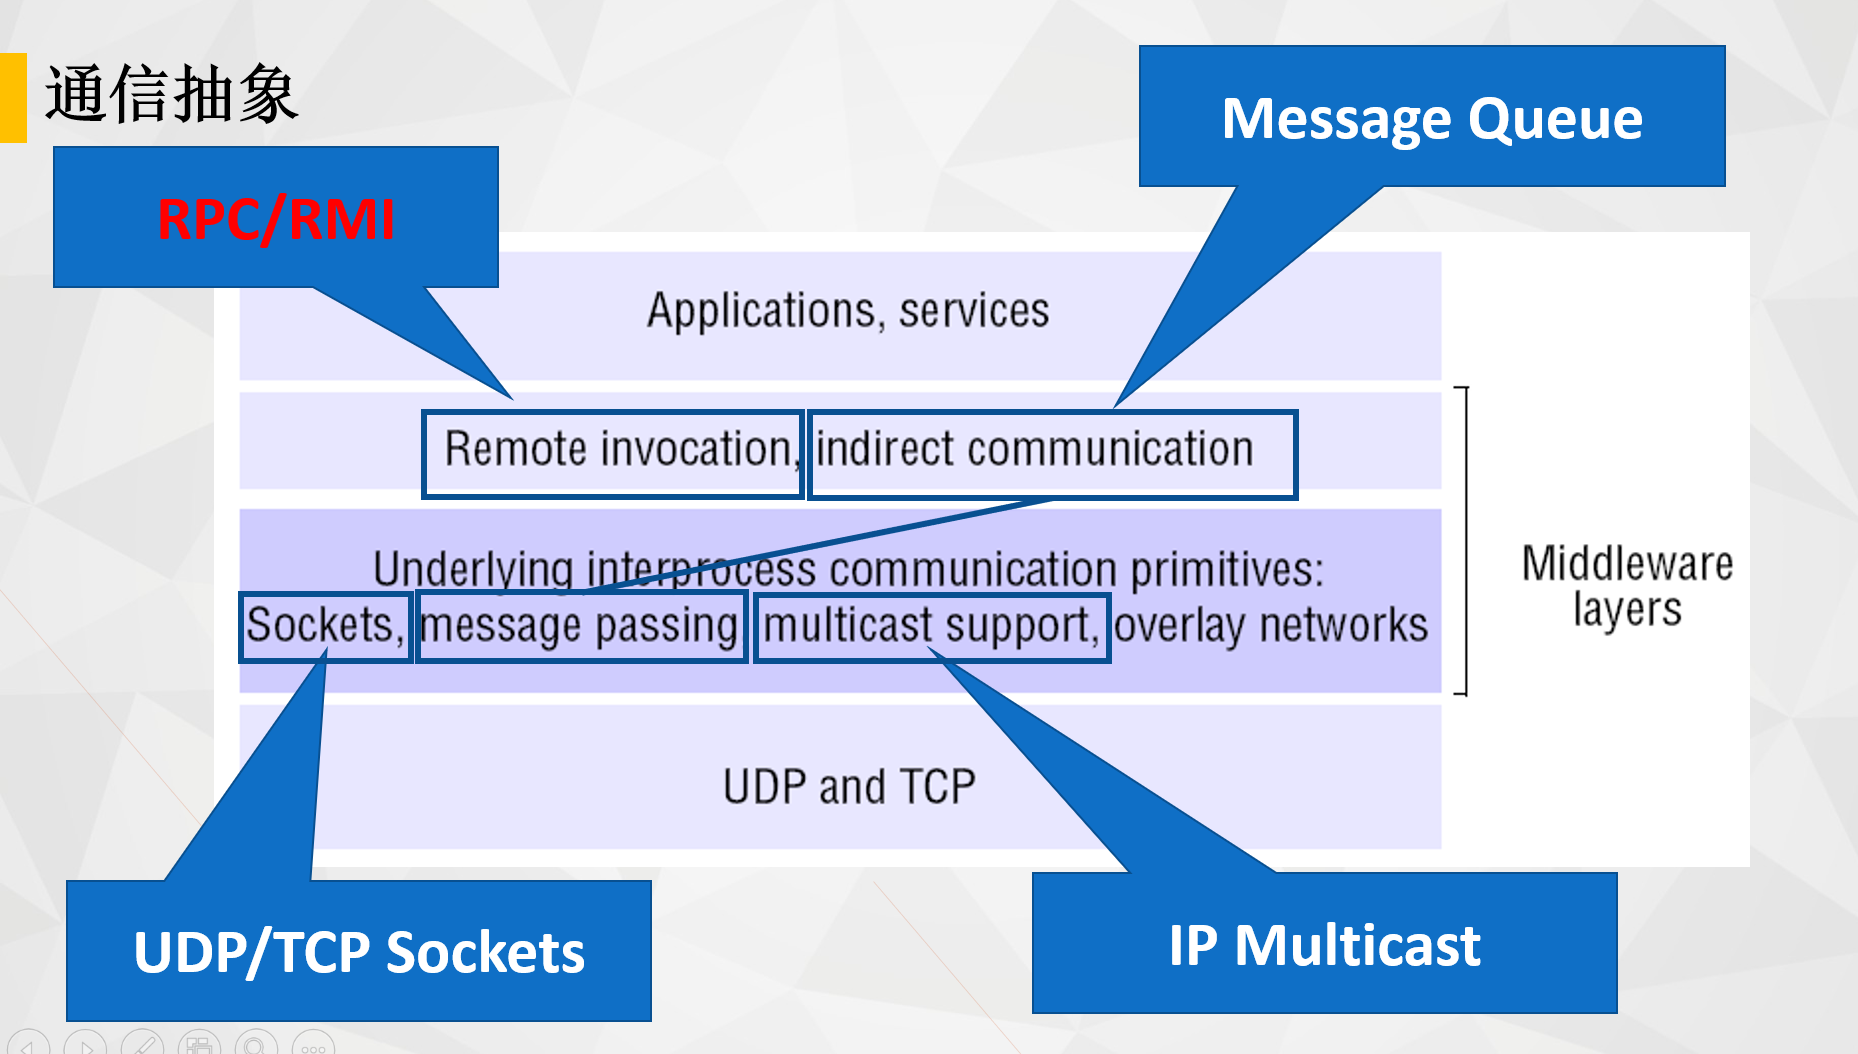 通信抽象
Message Queue
RPC/RMI
Applications, services
Remote invocation, indirect communication
Underlying interprocess communication primitives:
Sockets, message passing, multicast support, overlay networks
Middleware
layers
UDP and TCP
UDP/TCP Sockets
IP Multicast